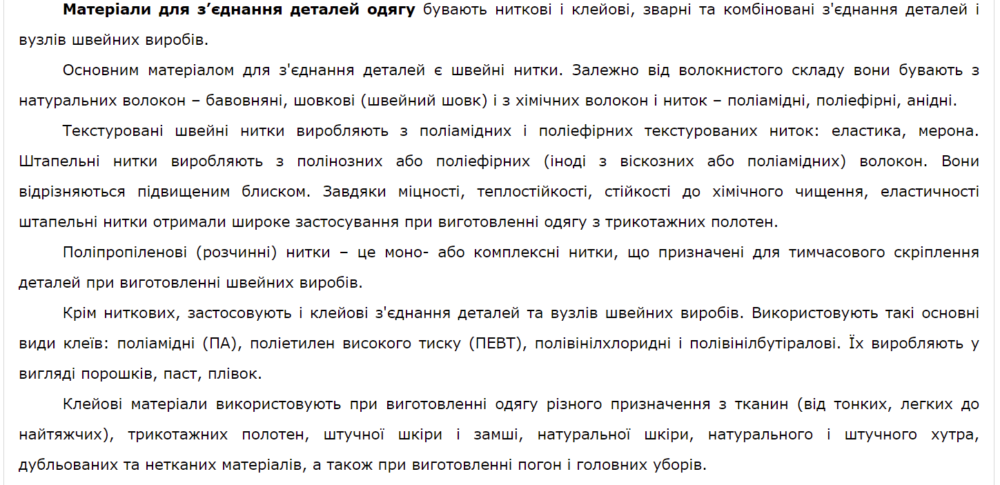 Матеріали для з’єднання деталей одягу бувають ниткові і клейові, зварні та комбіновані з'єднання деталей і
вузлів швейних виробів.
Основним матеріалом для з'єднання деталей є швейні нитки. Залежно від волокнистого складу вони бувають з
натуральних волокон – бавовняні, шовкові (швейний шовк) і з хімічних волокон і ниток – поліамідні, поліефірні, анідні.
Текстуровані швейні нитки виробляють з поліамідних і поліефірних текстурованих ниток: еластика, мерона.
Штапельні нитки виробляють з полінозних або поліефірних (іноді з віскозних або поліамідних) волокон. Вони
відрізняються підвищеним блиском. Завдяки міцності, теплостійкості, стійкості до хімічного чищення, еластичності
штапельні нитки отримали широке застосування при виготовленні одягу з трикотажних полотен.
Поліпропіленові (розчинні) нитки – це моно- або комплексні нитки, що призначені для тимчасового скріплення
деталей при виготовленні швейних виробів.
Крім ниткових, застосовують і клейові з'єднання деталей та вузлів швейних виробів. Використовують такі основні
види клеїв: поліамідні (ПА), поліетилен високого тиску (ПЕВТ), полівінілхлоридні і полівінілбутіралові. Їх виробляють у
вигляді порошків, паст, плівок.
Клейові матеріали використовують при виготовленні одягу різного призначення з тканин (від тонких, легких до
найтяжчих), трикотажних полотен, штучної шкіри і замші, натуральної шкіри, натурального і штучного хутра,
дубльованих та нетканих матеріалів, а також при виготовленні погон і головних уборів.